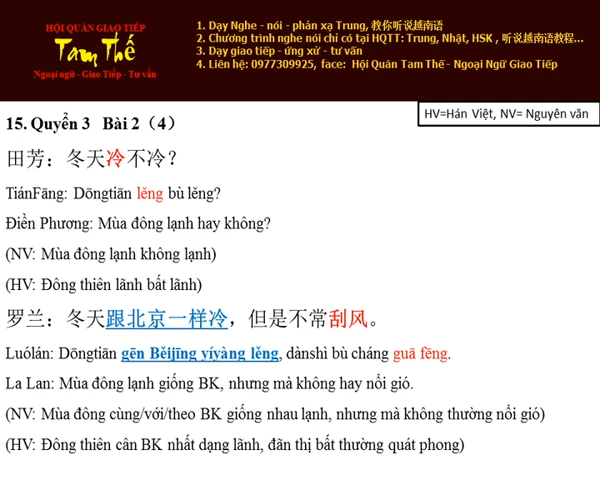 HỘI QUÁN GIAO TIẾP
Tam Thế
Ngoại ngữ - Giao Tiếp - Tư vấn
1. Dạy Nghe - nói - phản xạ Trung, 教你听说越南语
2. Chương trình nghe nói chỉ có tại HQTT: Trung, Nhật, HSK , 听说越南语教程...
3. Dạy giao tiếp - ứng xử - tư vấn
4. Liên hệ: 0977309925, face: Hội Quán Tam Thế - Ngoại Ngữ Giao Tiếp
HV=Hán Việt, NV= Nguyên văn
15. Quyển 3 Bài 2（4）
田芳：冬天冷不冷？
TiánFāng: Dōngtiān lěng bù lěng?
Điền Phương: Mùa đông lạnh hay không?
(NV: Mùa đông lạnh không lạnh)
(HV: Đông thiên lãnh bất lãnh)
罗兰：冬天跟北京一样冷，但是不常刮风。
Luólán: Dōngtiān gēn Běijīng yíyàng lěng, dànshì bù cháng guā fēng.
La Lan: Mùa đông lạnh giống BK, nhưng mà không hay nổi gió.
(NV: Mùa đông cùng/với/theo BK giống nhau lạnh, nhưng mà không thường nổi gió)
(HV: Đông thiên cân BK nhất dạng lãnh, đãn thị bất thường quát phong)